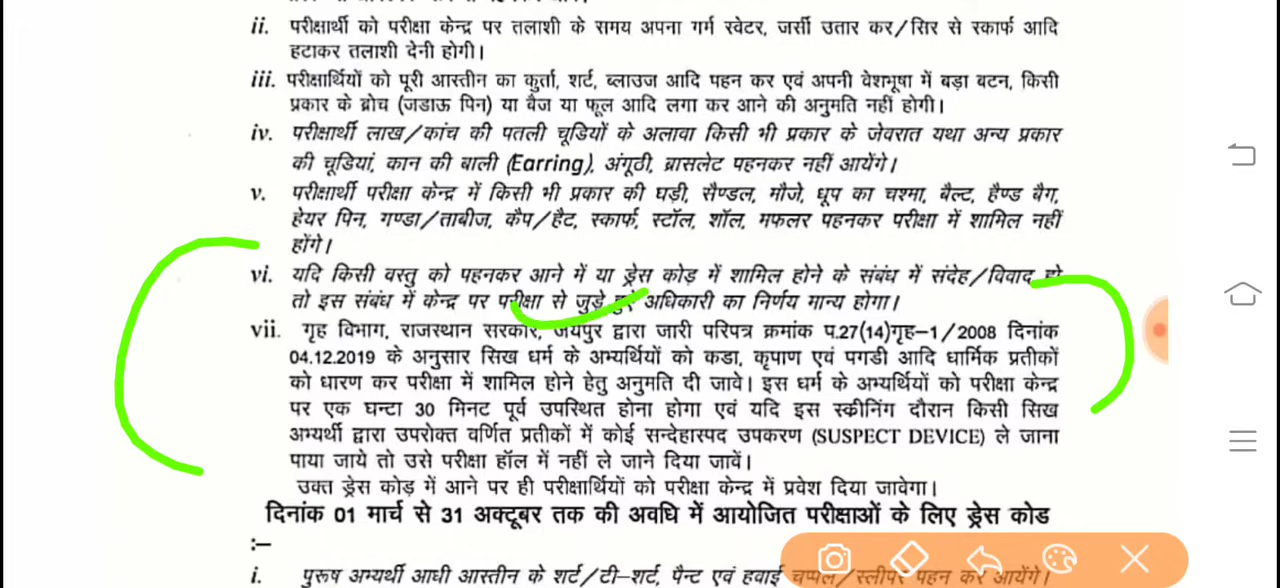 ii. परीक्षार्थी को परीक्षा केन्द्र पर तलाशी के समय अपना गर्म स्वेटर, जर्सी उतार कर/सिर से स्कार्फ आदि
हटाकर तलाशी देनी होगी।
iii. परीक्षार्थियों को पूरी आस्तीन का कुर्ता, शर्ट, ब्लाउज आदि पहन कर एवं अपनी वेशभूषा में बड़ा बटन, किसी
प्रकार के ब्रोच (जडाऊ पिन) या बैज या फूल आदि लगा कर आने की अनुमति नहीं होगी।
iv. परीक्षार्थी लाख/कांच की पतली चूडियों के अलावा किसी भी प्रकार के जेवरात यथा अन्य प्रकार
की चूडियां, कान की बाली (Earring), अंगूठी, ब्रासलेट पहनकर नहीं आयेंगे।
v. परीक्षार्थी परीक्षा केन्द्र में किसी भी प्रकार की घड़ी, सैण्डल, मौजे, धूप का चश्मा, बैल्ट, हैण्ड बैग,
हेयर पिन, गण्डा/ताबीज, कैप/हैट, स्कार्फ, स्टॉल, शॉल, मफलर पहनकर परीक्षा में शामिल नहीं
होंगे।
vi. यदि किसी वस्तु को पहनकर आने में या ड्रेस कोड़ में शामिल होने के संबंध में संदेह/विवाद हो
तो इस संबंध में केन्द्र पर परीक्षा से जुडे हुए अधिकारी का निर्णय मान्य होगा।
vii. गृह विभाग, राजस्थान सरकार, जयपुर द्वारा जारी परिपत्र क्रमांक प.27(14)गृह-1/2008 दिनांक
04.12.2019 के अनुसार सिख धर्म के अभ्यर्थियों को कडा, कृपाण एवं पगडी आदि धार्मिक प्रतीकों
को धारण कर परीक्षा में शामिल होने हेतु अनुमति दी जावे। इस धर्म के अभ्यर्थियों को परीक्षा केन्द्र
पर एक घन्टा 30 मिनट पूर्व उपस्थित होना होगा एवं यदि इस स्कीनिंग दौरान किसी सिख
अभ्यर्थी द्वारा उपरोक्त वर्णित प्रतीकों में कोई सन्देहास्पद उपकरण (SUSPECT DEVICE) ले जाना
पाया जाये तो उसे परीक्षा हॉल में नहीं ले जाने दिया जावें।
उक्त ड्रेस कोड़ में आने पर ही परीक्षार्थियों को परीक्षा केन्द्र में प्रवेश दिया जावेगा।
दिनांक 01 मार्च से 31 अक्टूबर तक की अवधि में आयोजित परीक्षाओं के लिए ड्रेस कोड
:–
i. पुरूष अभ्यर्थी आधी आस्तीन के शर्ट/टी–शर्ट, पैन्ट एवं हवाई चप्पल/स्लीपर पहन कर आयेंगे।